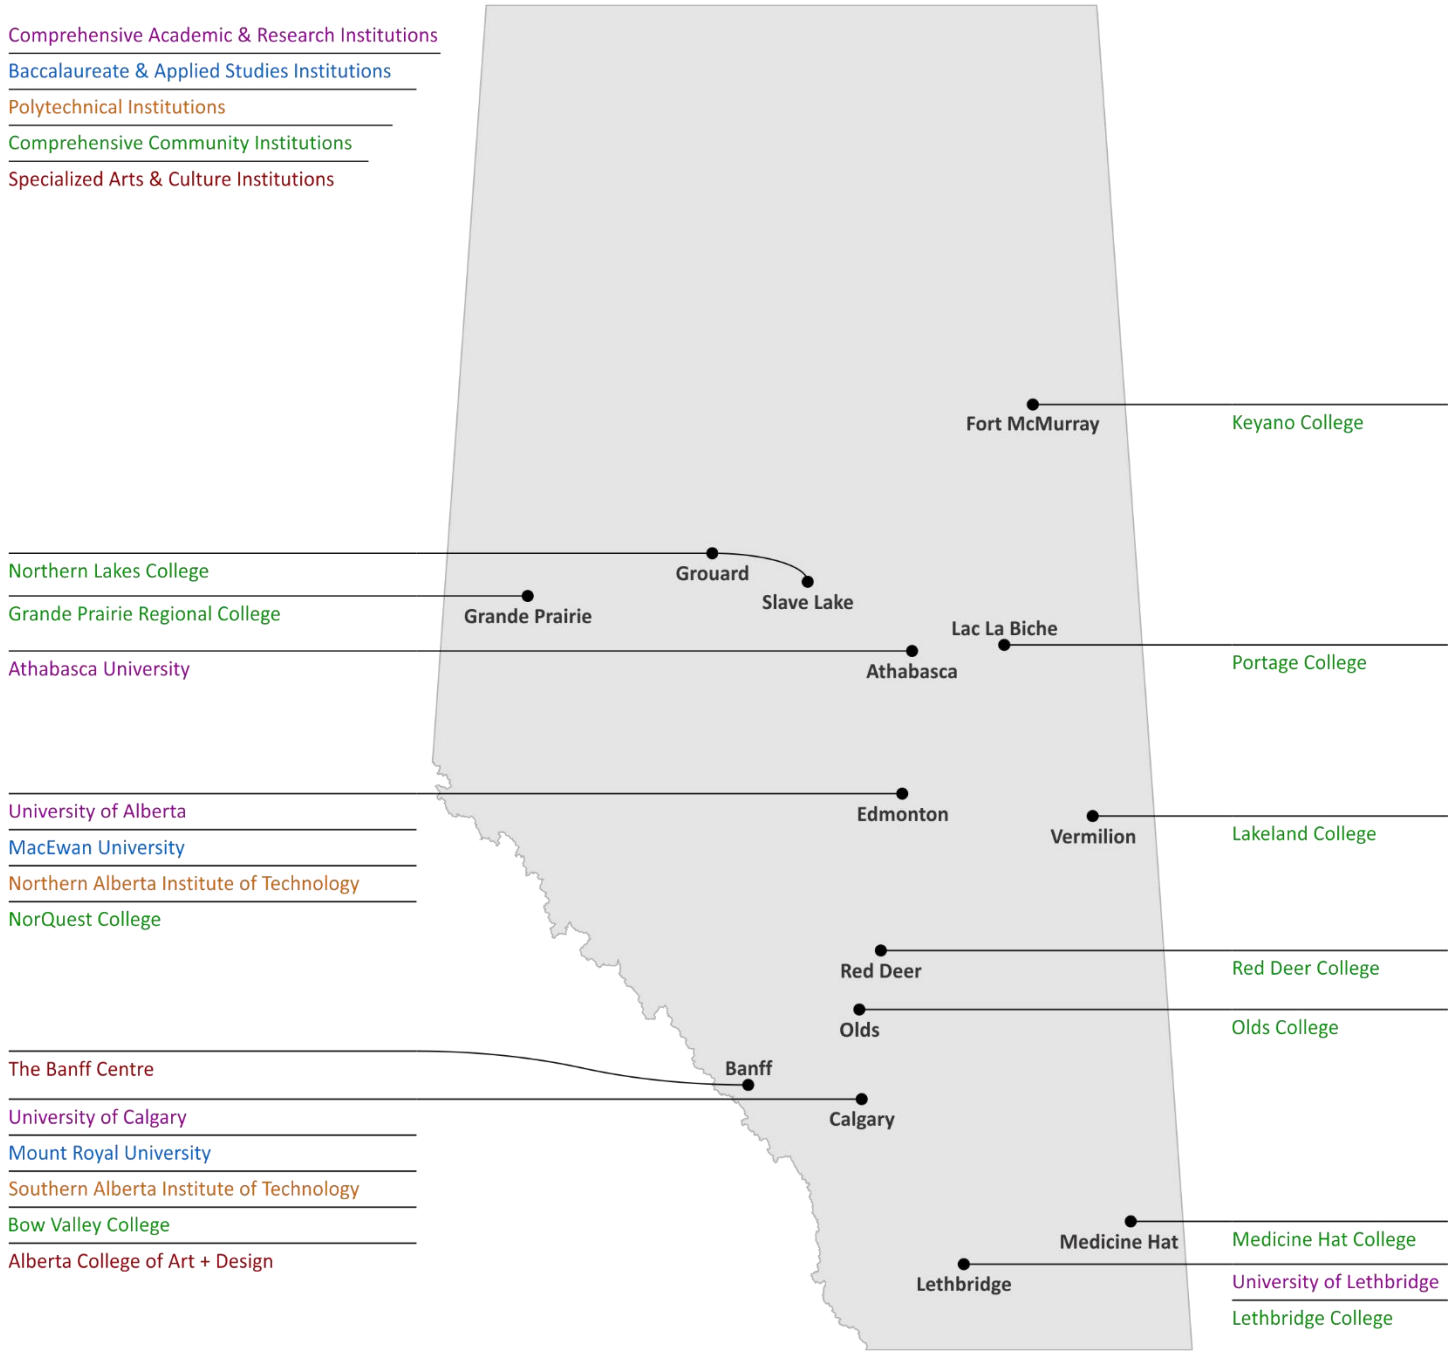 Comprehensive Academic & Research Institutions
Baccalaureate & Applied Studies Institutions
Polytechnical Institutions
Comprehensive Community Institutions
Specialized Arts & Culture Institutions
Fort McMurray
Keyano College
Northern Lakes College
Grouard
Slave Lake
Grande Prairie Regional College
Grande Prairie
Lac La Biche
Athabasca University
Athabasca
Portage College
University of Alberta
Edmonton
MacEwan University
Vermilion
Lakeland College
Northern Alberta Institute of Technology
NorQuest College
Red Deer
Red Deer College
Olds
Olds College
The Banff Centre
Banff
University of Calgary
Calgary
Mount Royal University
Southern Alberta Institute of Technology
Bow Valley College
Alberta College of Art + Design
Medicine Hat
Medicine Hat College
Lethbridge
University of Lethbridge
Lethbridge College